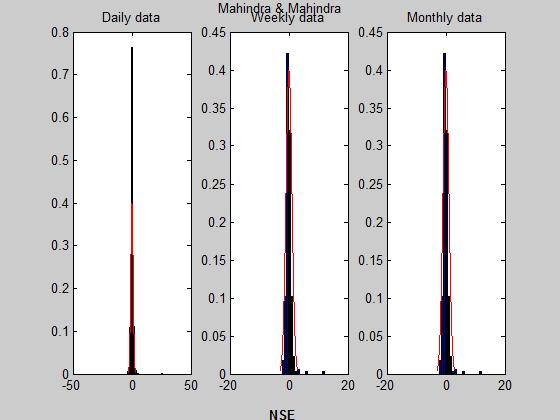 Mahindra & Mahindra
Daily data Weekly data Monthly data
0.8 0.45 0.45
0.7 0.4 0.4
0.6 0.35 0.35
0.5 0.3 0.3
0.4 0.25 0.25
0.3 0.2 0.2
0.2 0.15 0.15
0.1 0.1 0.1
0 0.05 0.05
0 0
-50 0 50 -20 0 20 -20 0 20
NSE